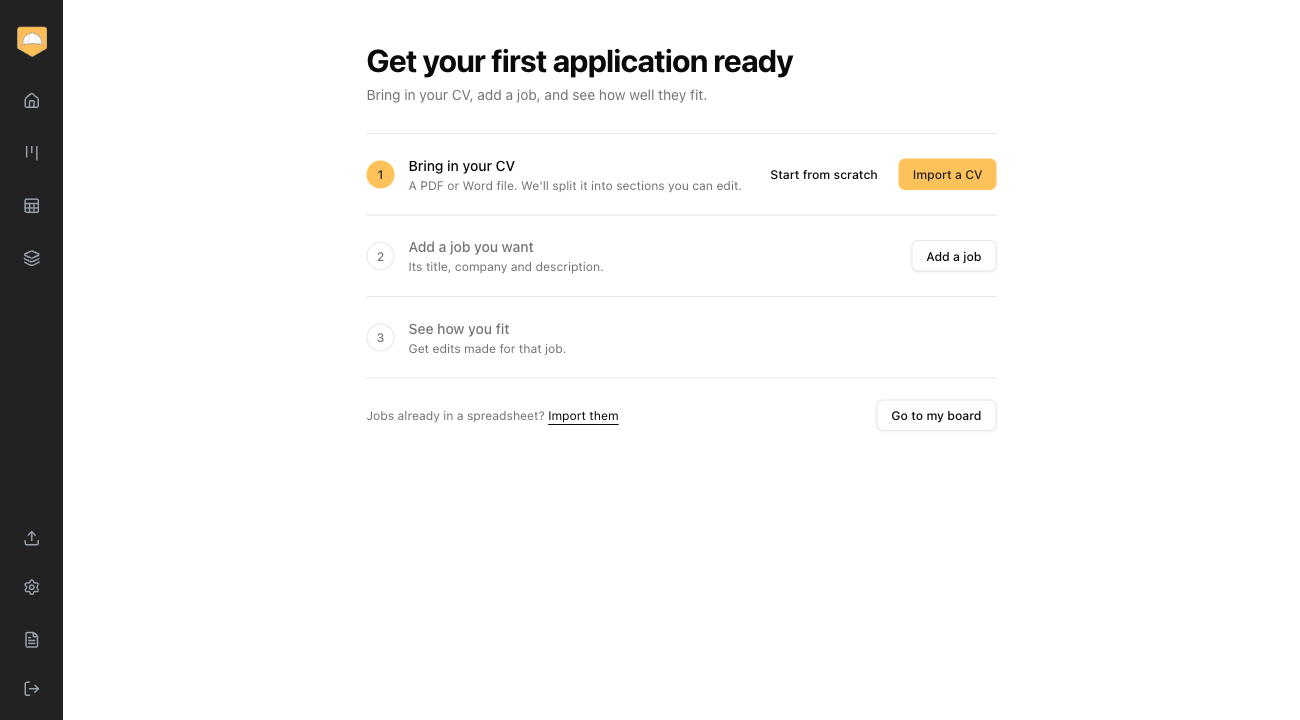 Get your first application ready
Bring in your CV, add a job, and see how well they fit.
1
Bring in your CV
A PDF or Word file. We'll split it into sections you can edit.
Start from scratch
Import a CV
2
Add a job you want
Its title, company and description.
Add a job
3
See how you fit
Get edits made for that job.
Jobs already in a spreadsheet? Import them
Go to my board